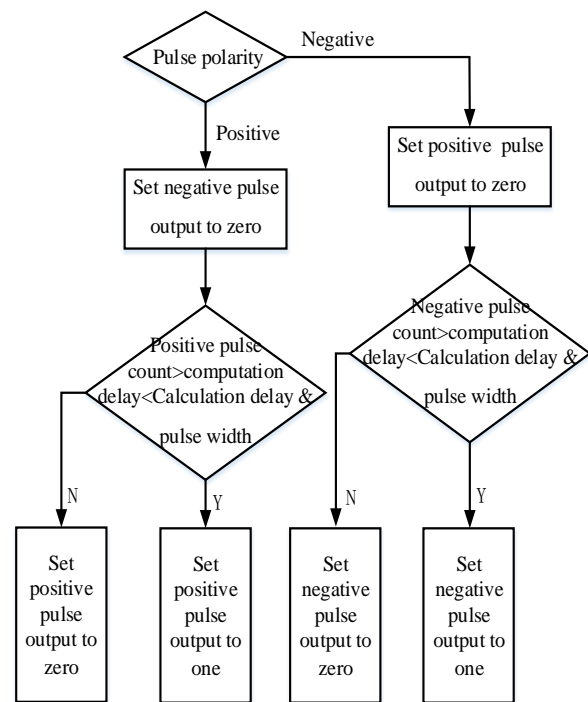 Pulse polarity
Negative
Positive
Set negative pulse
output to zero
Set positive pulse
output to zero
Positive pulse
count>computation
delay<Calculation delay &
pulse width
Negative pulse
count>computation
delay<Calculation delay &
pulse width
N
Y
N
Y
Set
positive
pulse
output to
zero
Set
positive
pulse
output to
one
Set
negative
pulse
output to
zero
Set
negative
pulse
output to
one